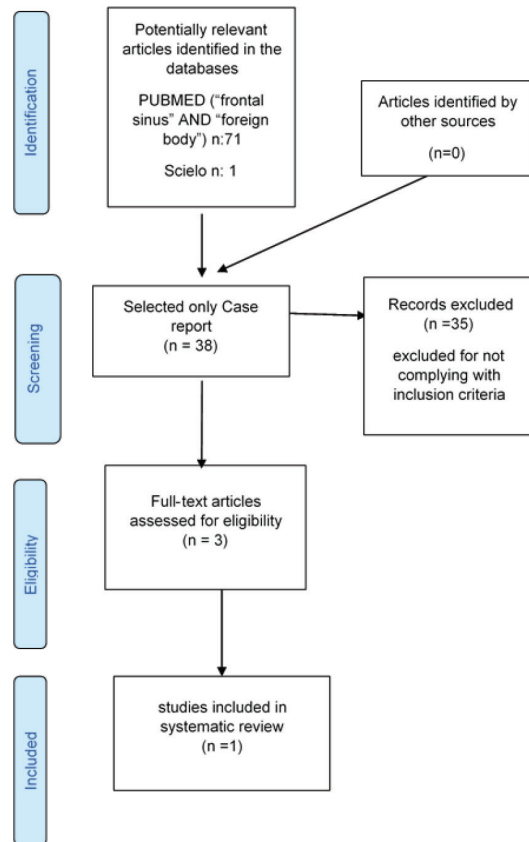 Identification
Potentially relevant
articles identified in the
databases
PUBMED (“frontal
sinus” AND “foreign
body”) n:71
Scielo n: 1
Articles identified by
other sources
(n=0)
Screening
Selected only Case
report
(n = 38)
Records excluded
(n =35)
excluded for not
complying with
inclusion criteria
Eligibility
Full-text articles
assessed for eligibility
(n = 3)
Included
studies included in
systematic review
(n =1)